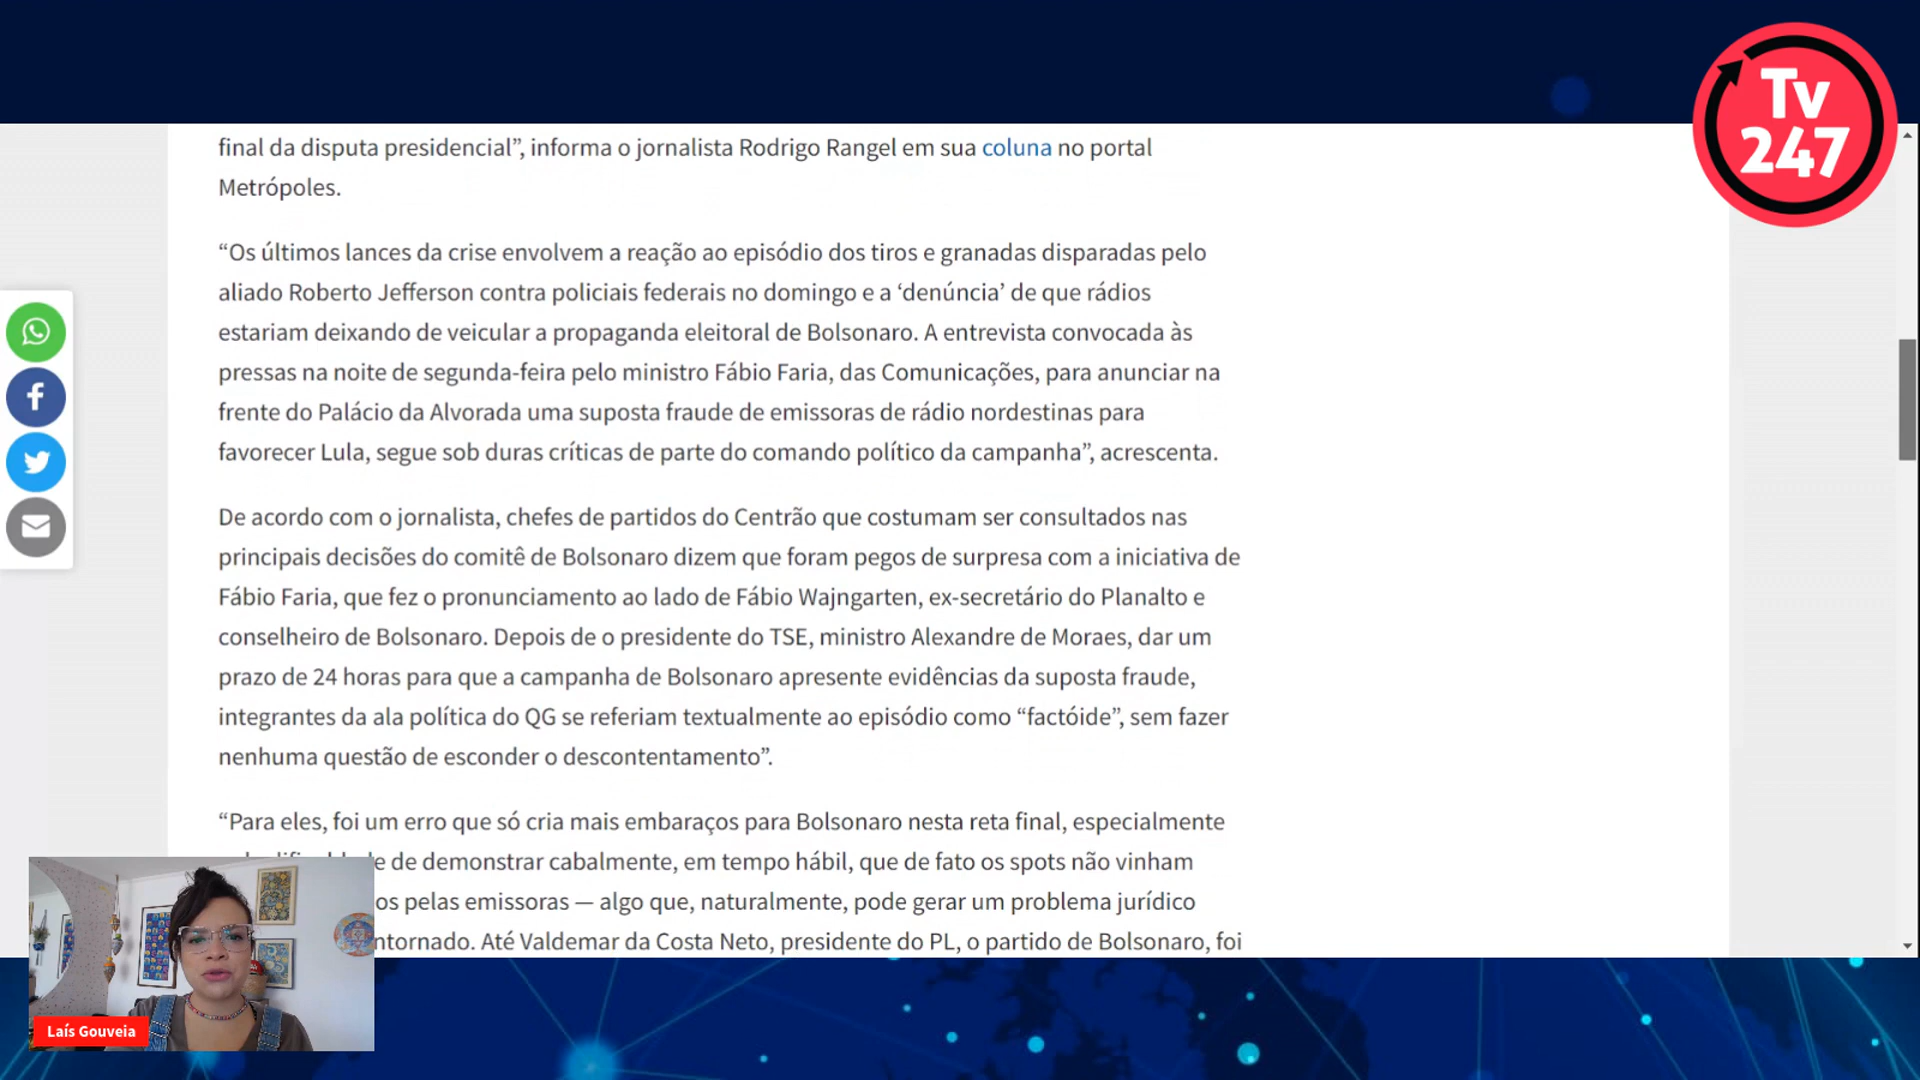 Tv
247
final da disputa presidencial”, informa o jornalista Rodrigo Rangel em sua coluna no portal
Metrópoles.
“Os últimos lances da crise envolvem a reação ao episódio dos tiros e granadas disparadas pelo
aliado Roberto Jefferson contra policiais federais no domingo e a ‘denúncia’ de que rádios
estariam deixando de veicular a propaganda eleitoral de Bolsonaro. A entrevista convocada às
pressas na noite de segunda-feira pelo ministro Fábio Faria, das Comunicações, para anunciar na
frente do Palácio da Alvorada uma suposta fraude de emissoras de rádio nordestinas para
favorecer Lula, segue sob duras críticas de parte do comando político da campanha”, acrescenta.
De acordo com o jornalista, chefes de partidos do Centrão que costumam ser consultados nas
principais decisões do comitê de Bolsonaro dizem que foram pegos de surpresa com a iniciativa de
Fábio Faria, que fez o pronunciamento ao lado de Fábio Wajngarten, ex-secretário do Planalto e
conselheiro de Bolsonaro. Depois de o presidente do TSE, ministro Alexandre de Moraes, dar um
prazo de 24 horas para que a campanha de Bolsonaro apresente evidências da suposta fraude,
integrantes da ala política do QG se referiam textualmente ao episódio como “factóide”, sem fazer
nenhuma questão de esconder o descontentamento”.
“Para eles, foi um erro que só cria mais embaraços para Bolsonaro nesta reta final, especialmente
de demonstrar cabalmente, em tempo hábil, que de fato os spots não vinham
os pelas emissoras — algo que, naturalmente, pode gerar um problema jurídico
ntornado. Até Valdemar da Costa Neto, presidente do PL, o partido de Bolsonaro, foi
Laís Gouveia